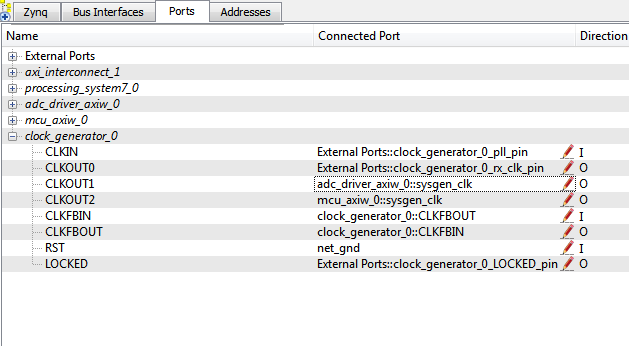 Zynq Bus Interfaces Ports Addresses
Name Connected Port Direction
External Ports
axi_interconnect_1
processing_system7_0
adc_driver_axiw_0
mcu_axiw_0
clock_generator_0
CLKIN External Ports::clock_generator_0_pll_pin I
CLKOUT0 External Ports::clock_generator_0_rx_clk_pin O
CLKOUT1 adc_driver_axiw_0::sysgen_clk O
CLKOUT2 mcu_axiw_0::sysgen_clk O
CLKFBIN clock_generator_0::CLKFBOUT I
CLKFBOUT clock_generator_0::CLKFBIN O
RST net_gnd I
LOCKED External Ports::clock_generator_0_LOCKED_pin O